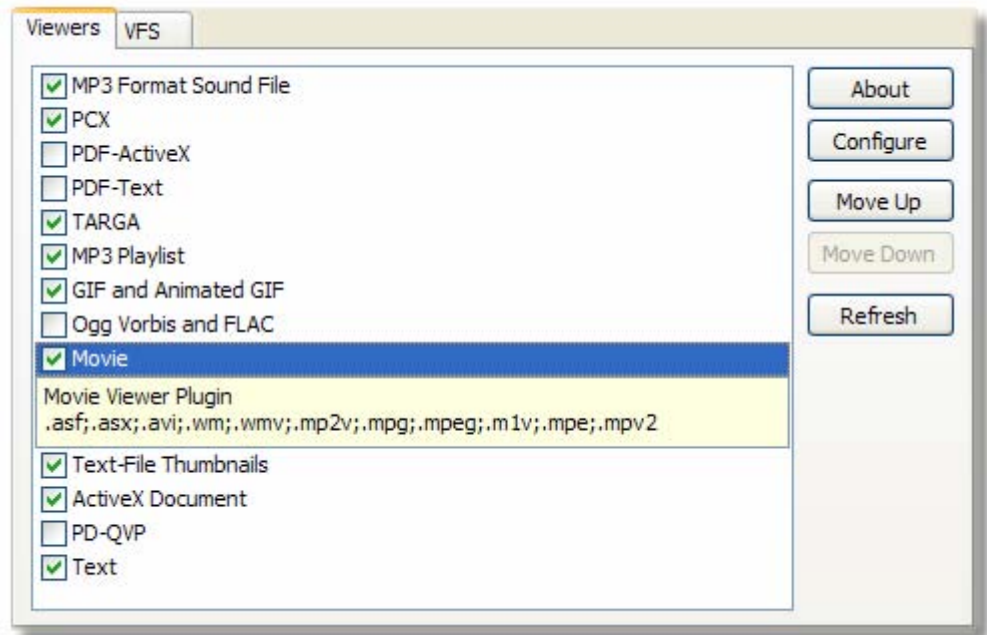 Viewers VFS
MP3 Format Sound File
PCX
PDF-ActiveX
PDF-Text
TARGA
MP3 Playlist
GIF and Animated GIF
Ogg Vorbis and FLAC
Movie
Movie Viewer Plugin
.asf;.asx;.avi;.wm;.wmv;.mp2v;.mpg;.mpeg;.m1v;.mpe;.mpv2
Text-File Thumbnails
ActiveX Document
PD-QVP
Text
About
Configure
Move Up
Move Down
Refresh